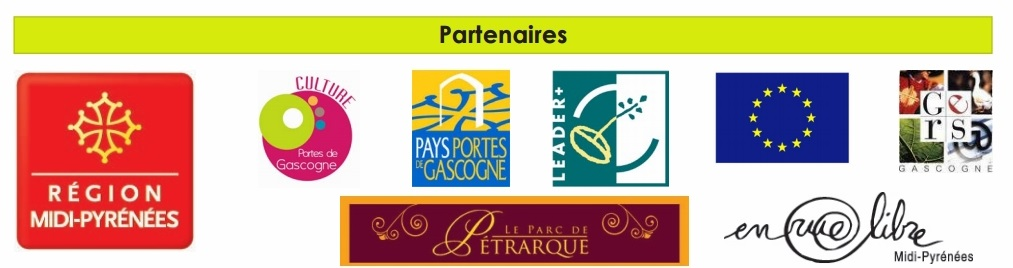 Partenaires
RÉGION
MIDI-PYRÉNÉES
CULTURE
Portes de
Gascogne
PAYS PORTES
DE GASCOGNE
LEADER+
Gers
GASCOGNE
LE PARC DE
PÉTRARQUE
en rue libre
Midi-Pyrénées